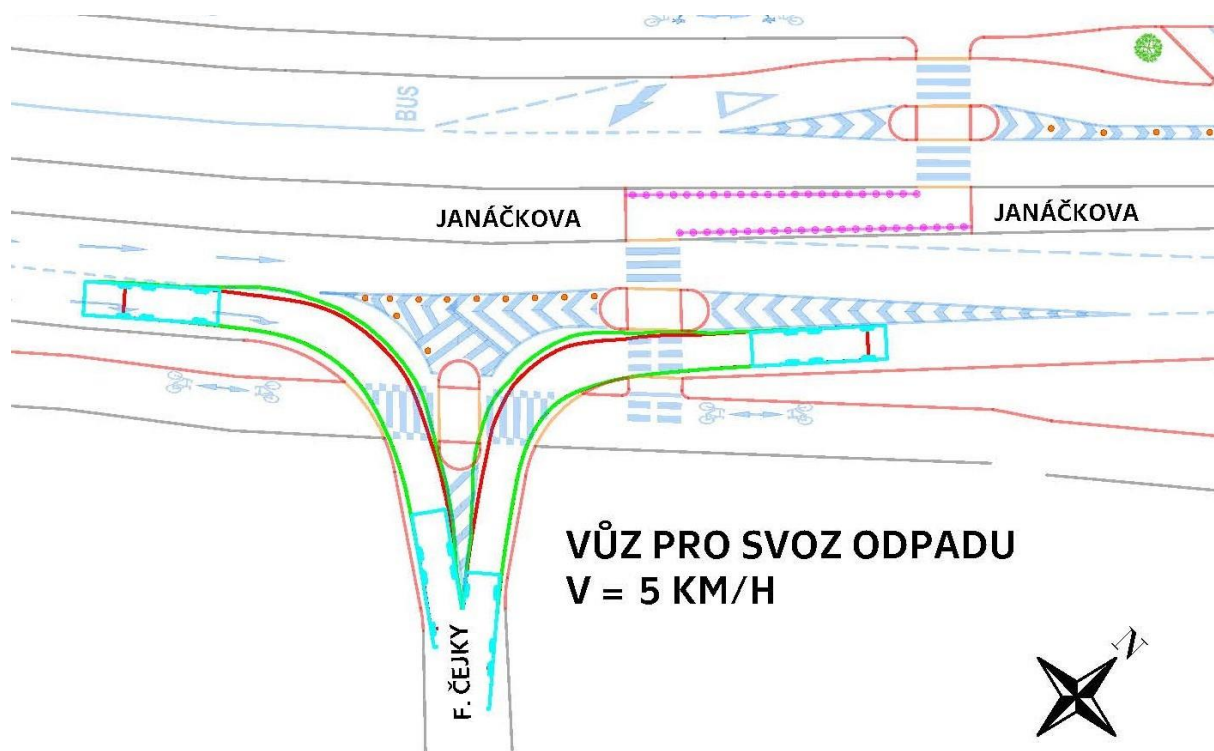 BUS
JANÁČKOVA
JANÁČKOVA
VŮZ PRO SVOZ ODPADU
V = 5 KM/H
F. ČEJKY
N